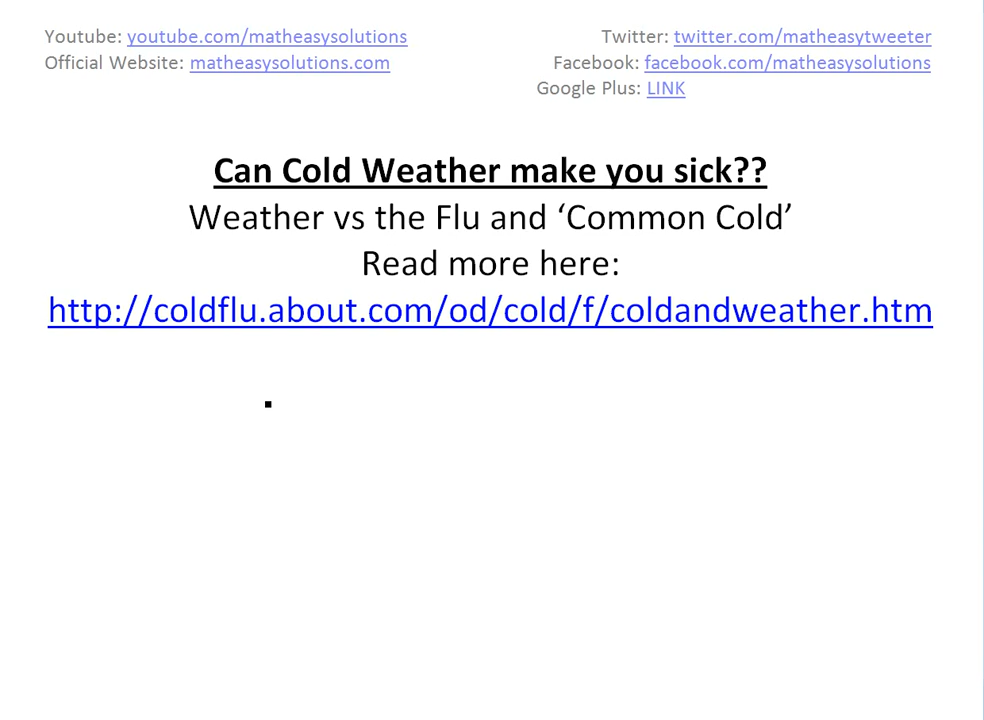 Youtube: youtube.com/matheasysolutions
Official Website: matheasysolutions.com
Twitter: twitter.com/matheasytweeter
Facebook: facebook.com/matheasysolutions
Google Plus: LINK
Can Cold Weather make you sick??
Weather vs the Flu and ‘Common Cold’
Read more here:
http://coldflu.about.com/od/cold/f/coldandweather.htm